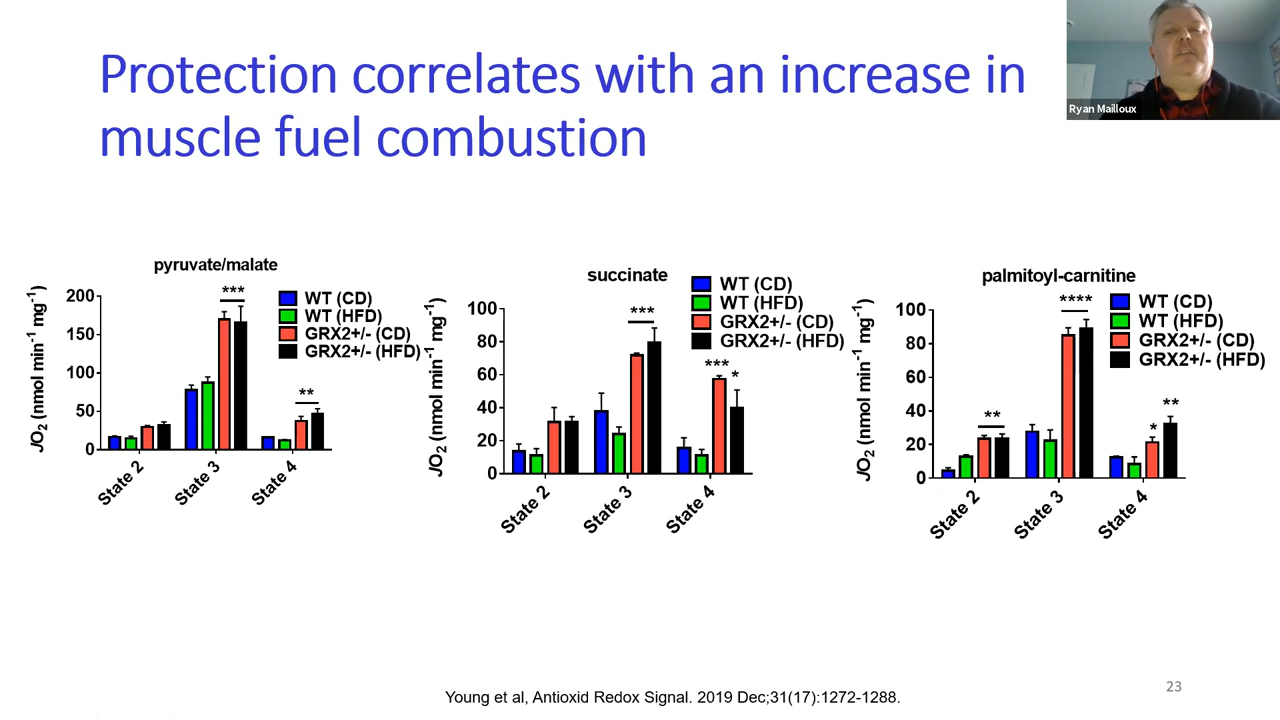 Protection correlates with an increase in
muscle fuel combustion
Ryan Mailloux
pyruvate/malate
JO2 (nmol min-1 mg-1)
200
150
100
50
0
***
**
State 2
State 3
State 4
WT (CD)
WT (HFD)
GRX2+/- (CD)
GRX2+/- (HFD)
succinate
JO2 (nmol min-1 mg-1)
100
80
60
40
20
0
***
***
*
State 2
State 3
State 4
WT (CD)
WT (HFD)
GRX2+/- (CD)
GRX2+/- (HFD)
palmitoyl-carnitine
JO2 (nmol min-1 mg-1)
100
80
60
40
20
0
**
****
*
**
State 2
State 3
State 4
WT (CD)
WT (HFD)
GRX2+/- (CD)
GRX2+/- (HFD)
Young et al, Antioxid Redox Signal. 2019 Dec;31(17):1272-1288.
23